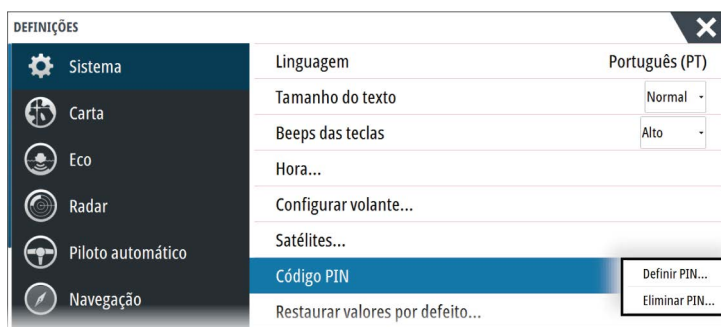 DEFINIÇÕES
Sistema
Carta
Eco
Radar
Piloto automático
Navegação
Linguagem Português (PT)
Tamanho do texto Normal
Beeps das teclas Alto
Hora...
Configurar volante...
Satélites...
Código PIN
Definir PIN...
Eliminar PIN...
Restaurar valores por defeito...